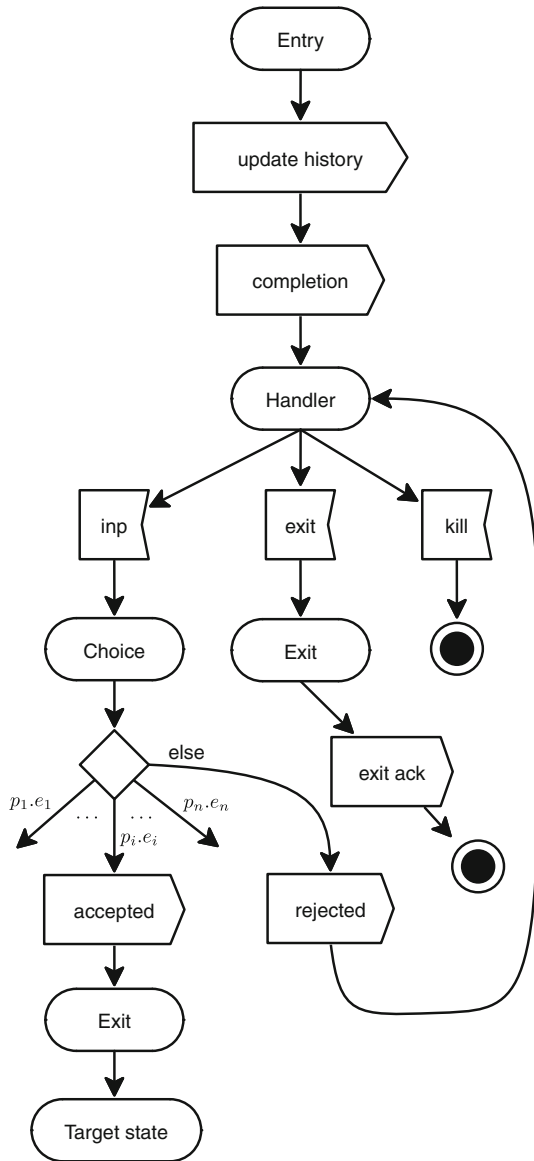 Entry
update history
completion
Handler
inp
exit
kill
Choice
Exit
else
exit ack
p₁.e₁
... ...
pₙ.eₙ
pᵢ.eᵢ
accepted
rejected
Exit
Target state